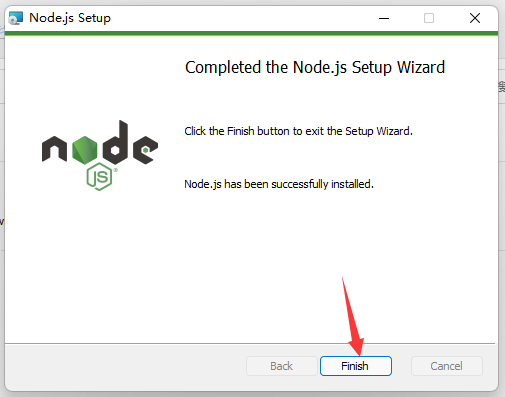 Node.js Setup
Completed the Node.js Setup Wizard
Click the Finish button to exit the Setup Wizard.
node
JS
Node.js has been successfully installed.
Back
Finish
Cancel